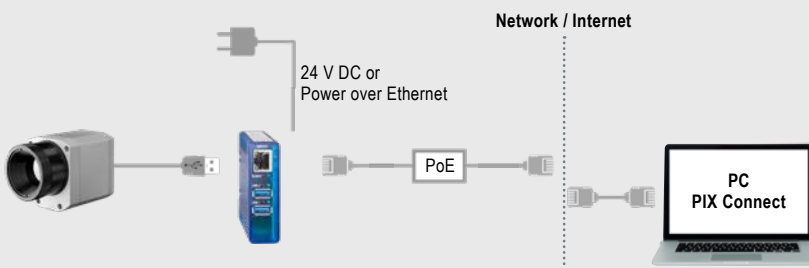 Network / Internet
24 V DC or
Power over Ethernet
PoE
PC
PIX Connect